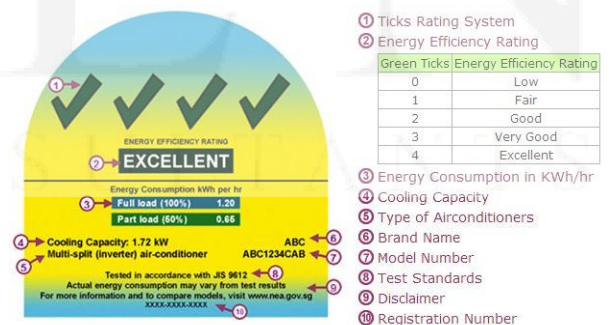 1
ENERGY EFFICIENCY RATING
2 EXCELLENT
Energy Consumption kWh per hr
3 Full load (100%) 1.20
Part load (50%) 0.65
4 Cooling Capacity: 1.72 kW ABC 6
5 Multi-split (inverter) air-conditioner ABC1234CAB 7
Tested in accordance with JIS 9612 8
Actual energy consumption may vary from test results 9
For more information and to compare models, visit www.nea.gov.sg
XXXX-XXXX-XXXX 10
1 Ticks Rating System
2 Energy Efficiency Rating
Green Ticks Energy Efficiency Rating
0 Low
1 Fair
2 Good
3 Very Good
4 Excellent
3 Energy Consumption in KWh/hr
4 Cooling Capacity
5 Type of Airconditioners
6 Brand Name
7 Model Number
8 Test Standards
9 Disclaimer
10 Registration Number